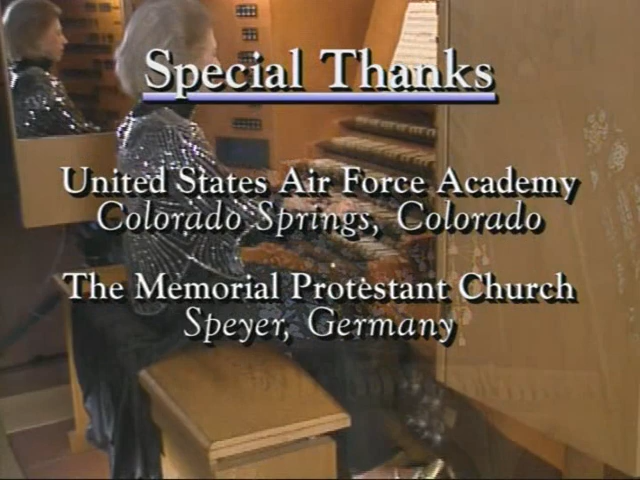 Special Thanks
United States Air Force Academy
Colorado Springs, Colorado
The Memorial Protestant Church
Speyer, Germany